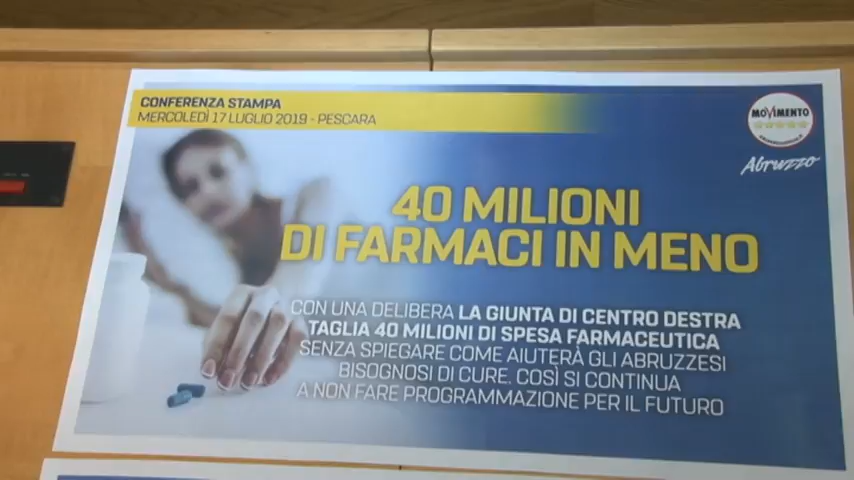 CONFERENZA STAMPA
MERCOLEDÌ 17 LUGLIO 2019 - PESCARA
MOVIMENTO
Abruzzo
40 MILIONI
DI FARMACI IN MENO
CON UNA DELIBERA LA GIUNTA DI CENTRO DESTRA
TAGLIA 40 MILIONI DI SPESA FARMACEUTICA
SENZA SPIEGARE COME AIUTERÀ GLI ABRUZZESI
BISOGNOSI DI CURE. COSÌ SI CONTINUA
A NON FARE PROGRAMMAZIONE PER IL FUTURO